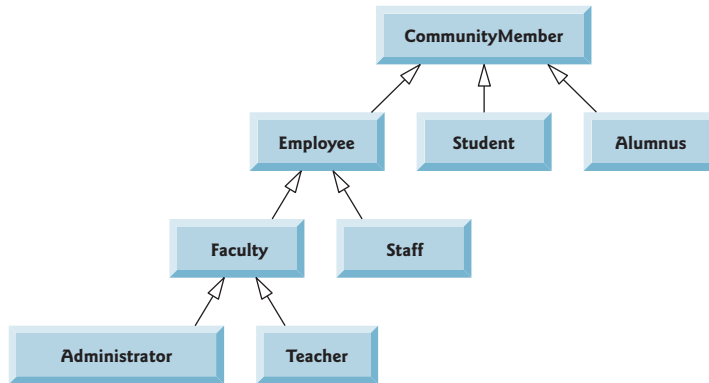 CommunityMember
Employee
Student
Alumnus
Faculty
Staff
Administrator
Teacher